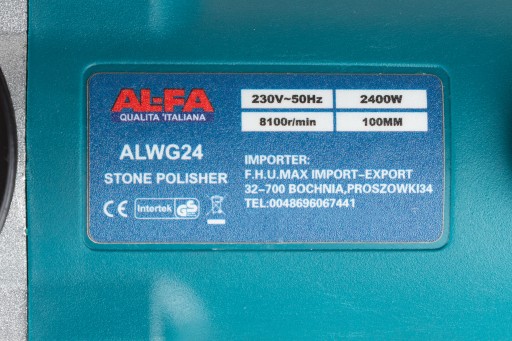 AL-FA
QUALITA 'ITALIANA
ALWG24
STONE POLISHER
CE Intertek GS
230V~50Hz 2400W
8100r/min 100MM
IMPORTER:
F.H.U.MAX IMPORT-EXPORT
32-700 BOCHNIA,PROSZOWKI34
TEL:0048696067441